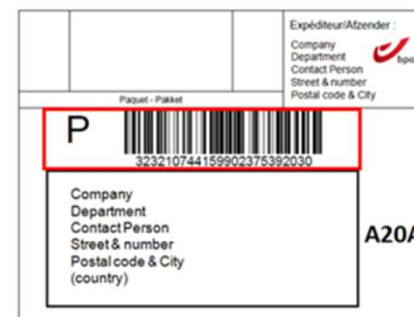 Expéditeur/Afzender :
Company
Department
Contact Person
Street & number
Postal code & City
bpo
Paquet - Pakket
P
323210744159902375392030
Company
Department
Contact Person
Street & number
Postal code & City
(country)
A20A